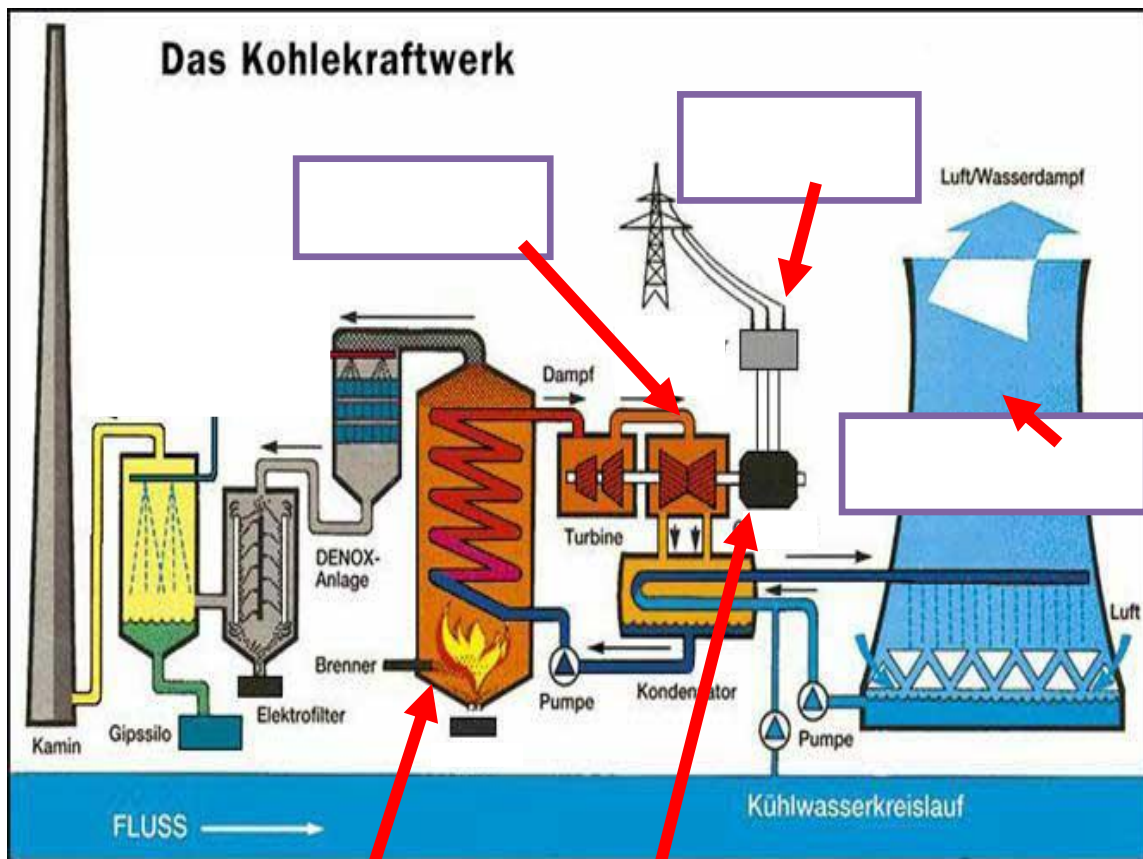 Das Kohlekraftwerk
Luft/Wasserdampf
Dampf
Turbine
DENOX-
Anlage
Luft
Brenner
Pumpe
Kondensator
Elektrofilter
Gipssilo
Kamin
Pumpe
Kühlwasserkreislauf
FLUSS